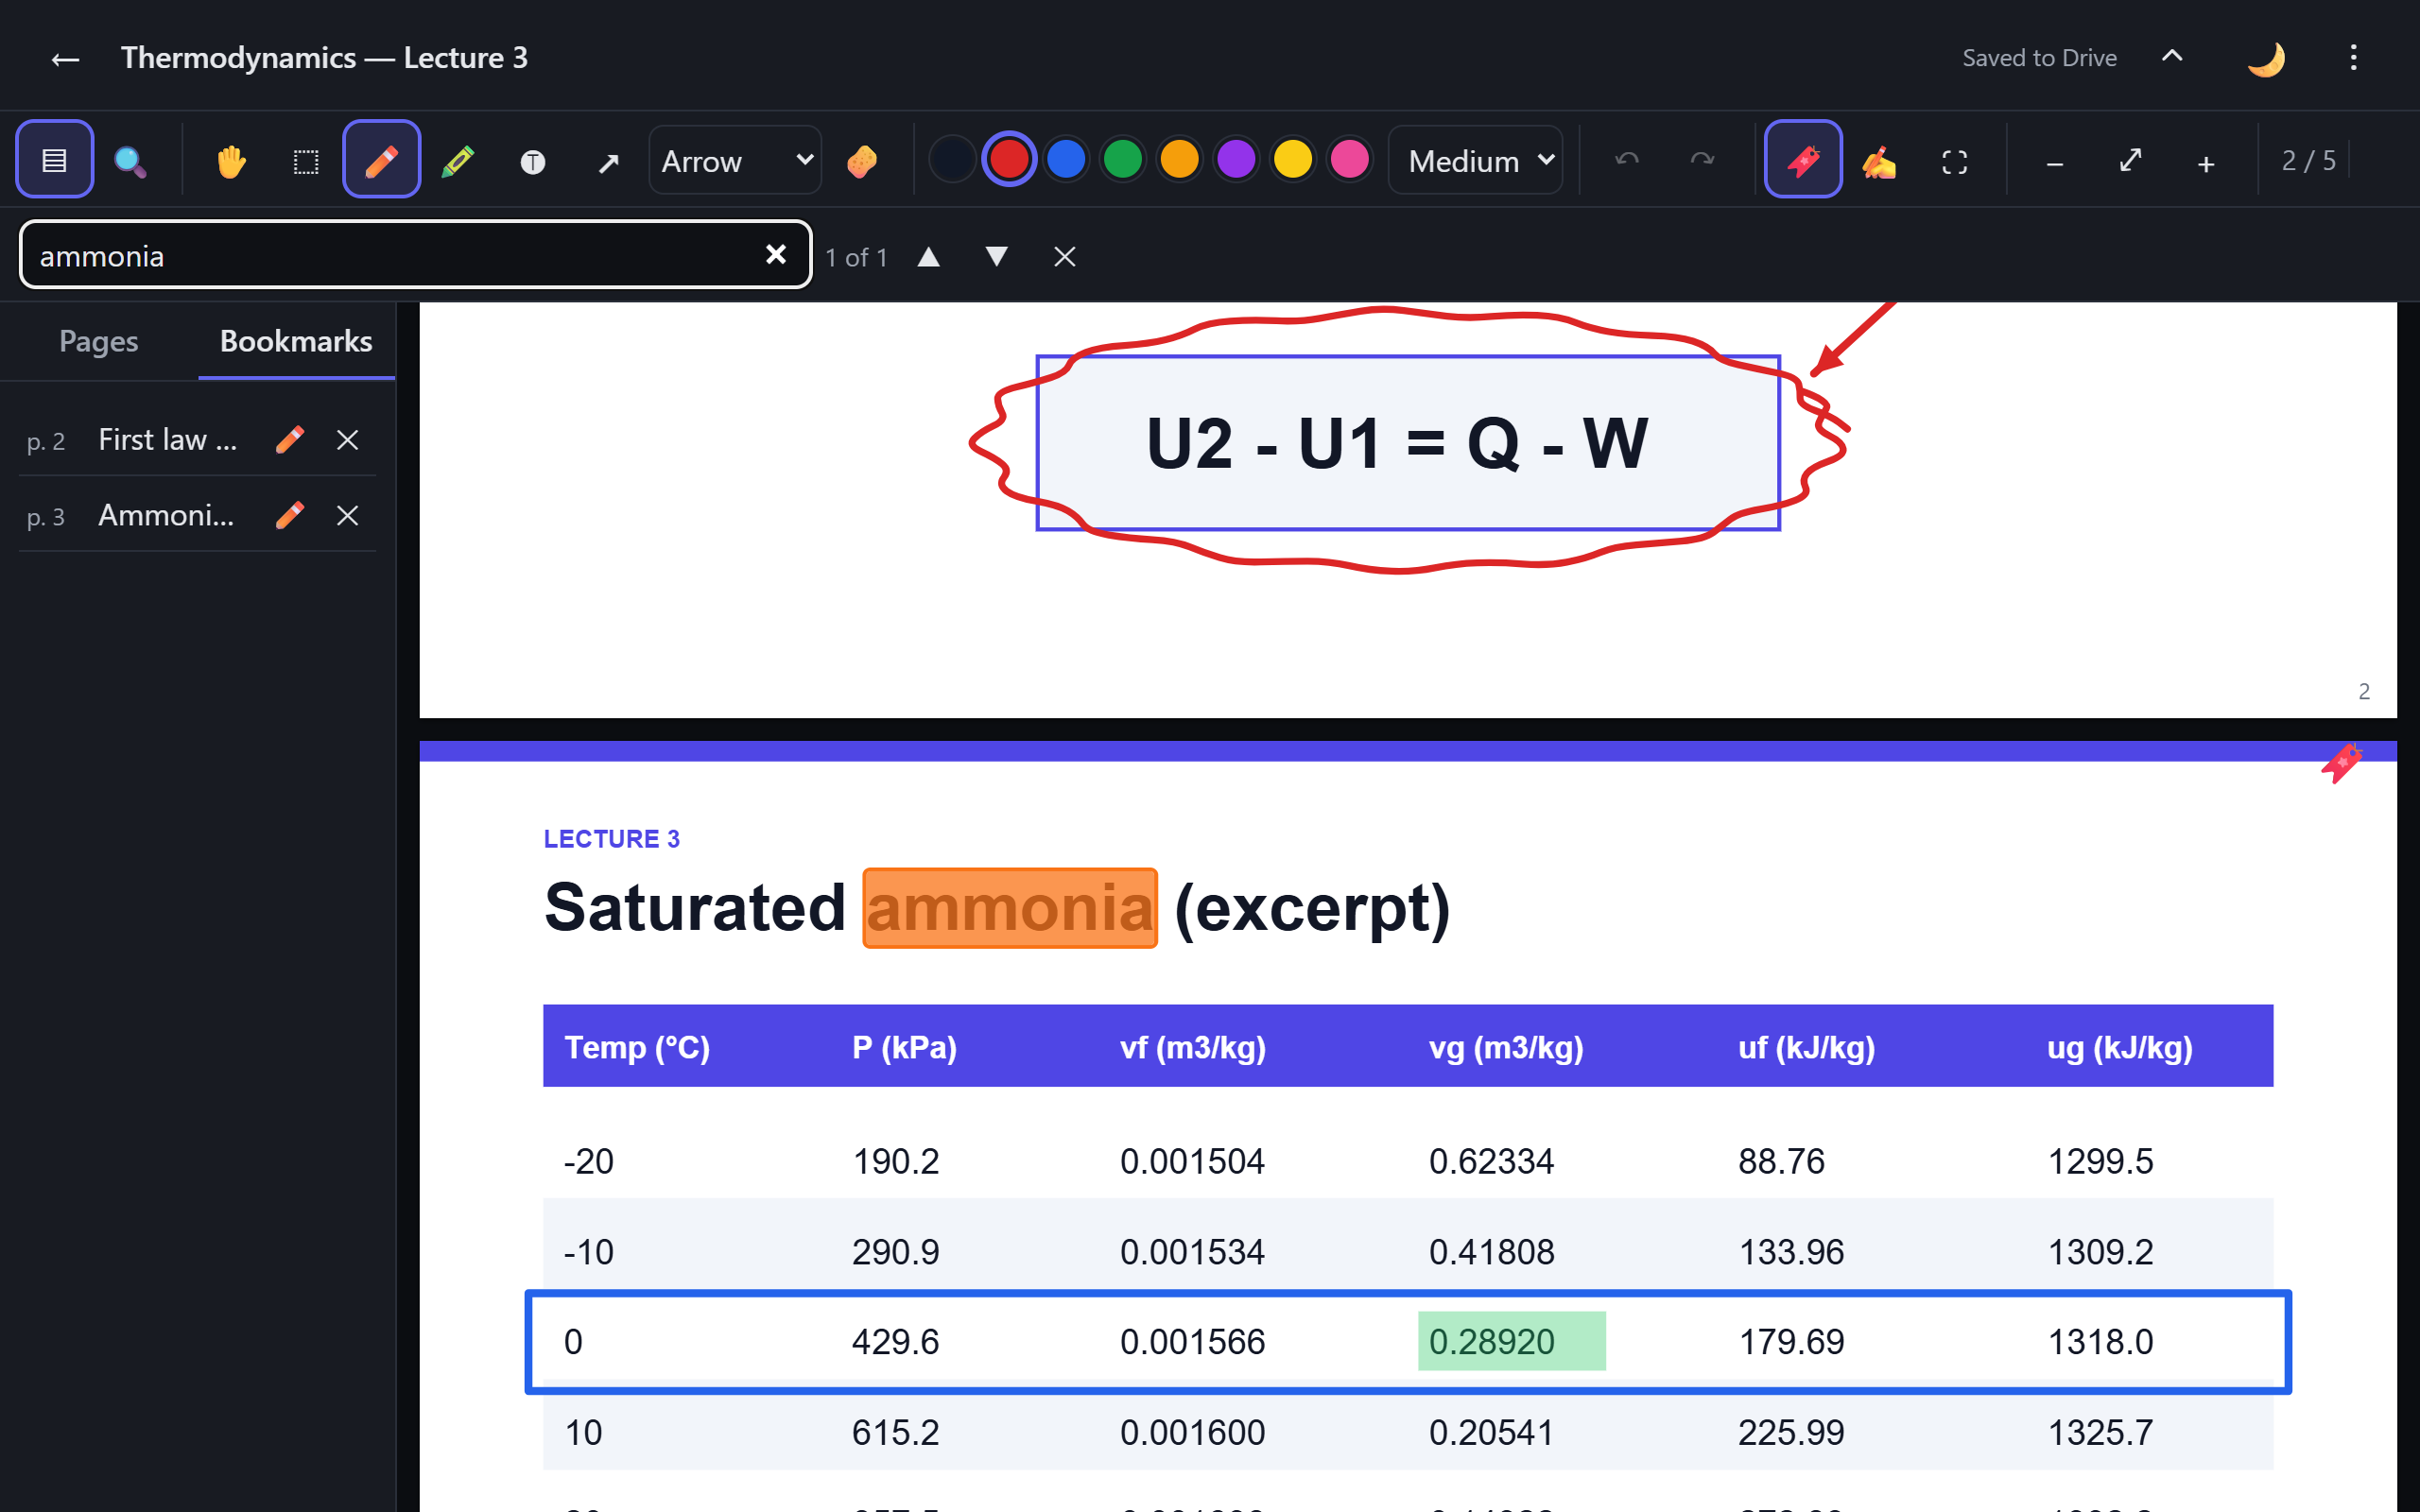 Thermodynamics — Lecture 3
Saved to Drive
Arrow
Medium
2 / 5
ammonia
1 of 1
Pages
Bookmarks
p. 2 First law ...
p. 3 Ammoni...
U2 - U1 = Q - W
2
LECTURE 3
Saturated ammonia (excerpt)
Temp (°C) P (kPa) vf (m3/kg) vg (m3/kg) uf (kJ/kg) ug (kJ/kg)
-20 190.2 0.001504 0.62334 88.76 1299.5
-10 290.9 0.001534 0.41808 133.96 1309.2
0 429.6 0.001566 0.28920 179.69 1318.0
10 615.2 0.001600 0.20541 225.99 1325.7